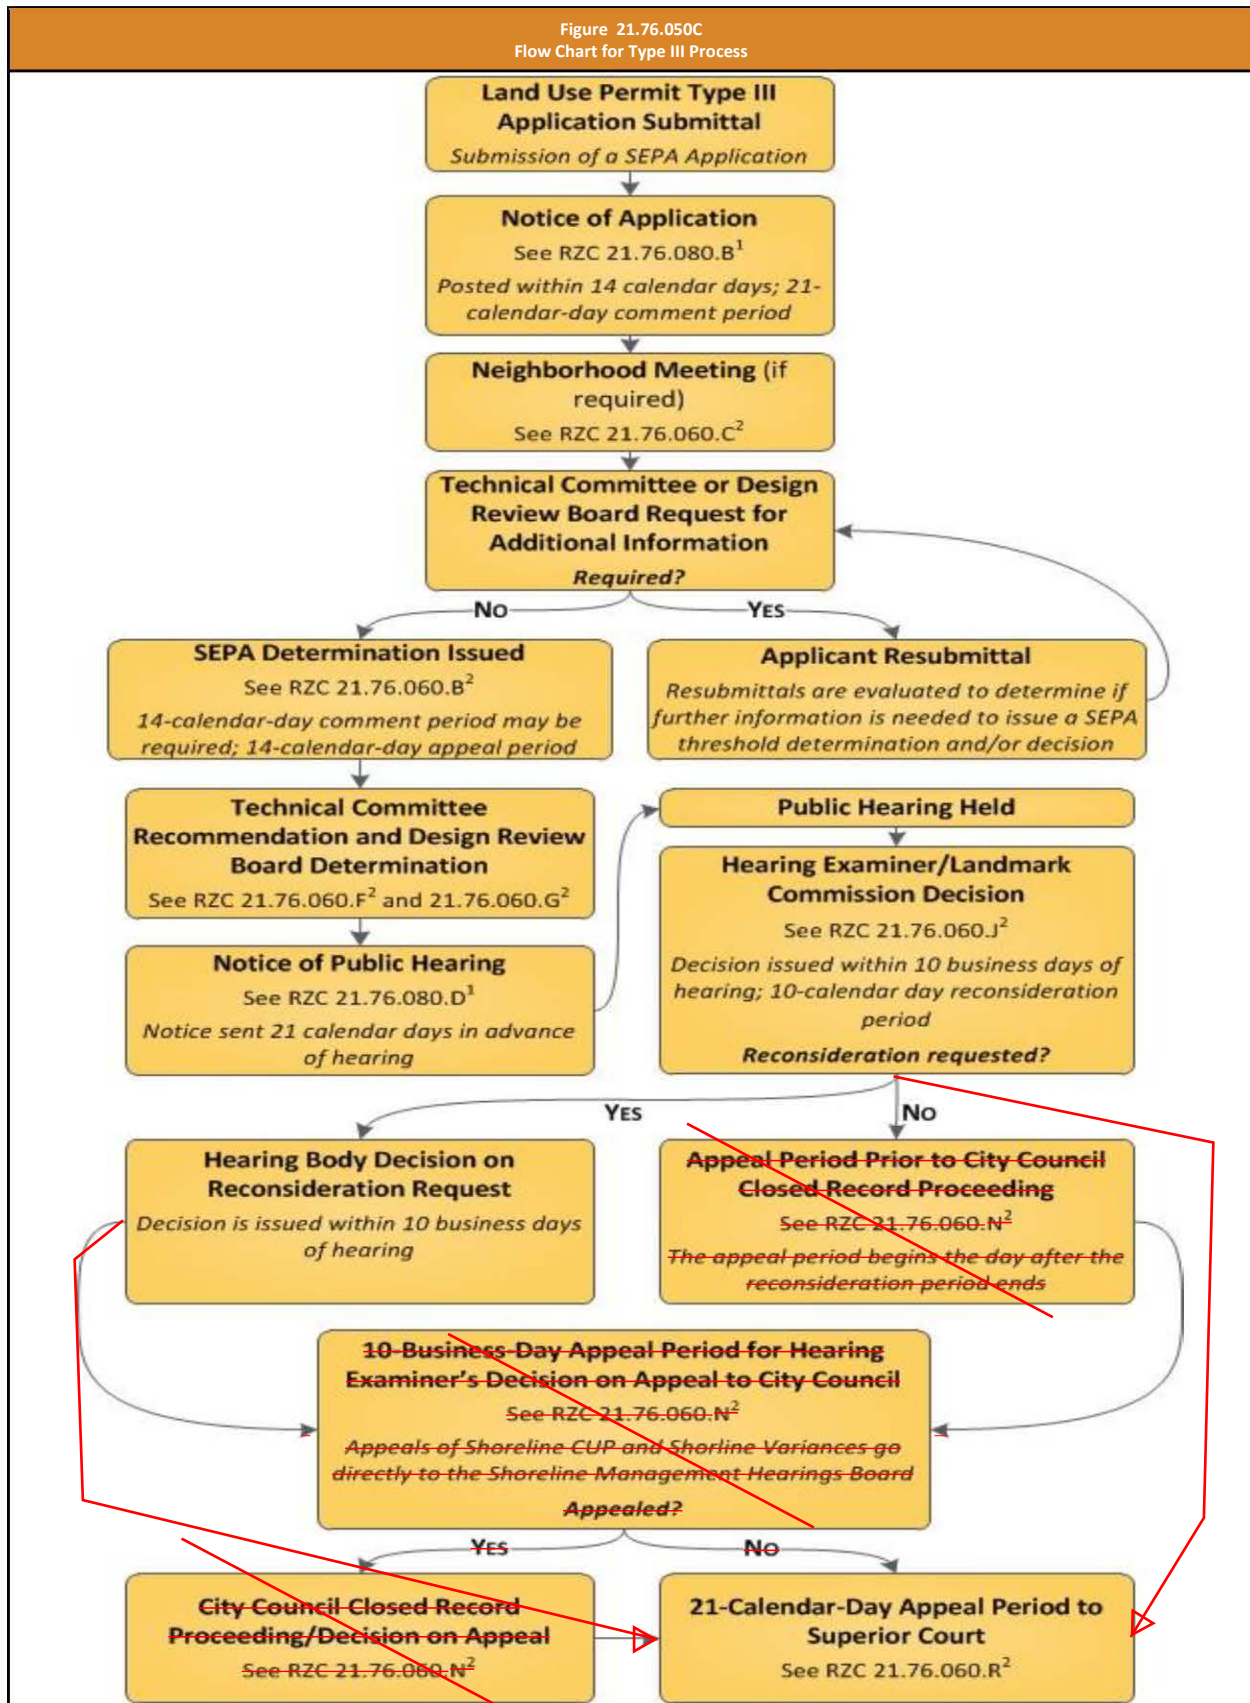 Figure 21.76.050C
Flow Chart for Type III Process
Land Use Permit Type III
Application Submittal
Submission of a SEPA Application
Notice of Application
See RZC 21.76.080.B1
Posted within 14 calendar days; 21-
calendar-day comment period
Neighborhood Meeting (if
required)
See RZC 21.76.060.C2
Technical Committee or Design
Review Board Request for
Additional Information
Required?
NO
YES
SEPA Determination Issued
See RZC 21.76.060.B2
14-calendar-day comment period may be
required; 14-calendar-day appeal period
Applicant Resubmittal
Resubmittals are evaluated to determine if
further information is needed to issue a SEPA
threshold determination and/or decision
Technical Committee
Recommendation and Design Review
Board Determination
See RZC 21.76.060.F2 and 21.76.060.G2
Notice of Public Hearing
See RZC 21.76.080.D1
Notice sent 21 calendar days in advance
of hearing
Public Hearing Held
Hearing Examiner/Landmark
Commission Decision
See RZC 21.76.060.J2
Decision issued within 10 business days of
hearing; 10-calendar day reconsideration
period
Reconsideration requested?
YES
NO
Hearing Body Decision on
Reconsideration Request
Decision is issued within 10 business days
of hearing
Appeal Period Prior to City Council
Closed Record Proceeding
See RZC 21.76.060.N2
The appeal period begins the day after the
reconsideration period ends
10-Business-Day Appeal Period for Hearing
Examiner's Decision on Appeal to City Council
See RZC 21.76.060.N2
Appeals of Shoreline CUP and Shorline Variances go
directly to the Shoreline Management Hearings Board
Appealed?
YES
NO
City Council Closed Record
Proceeding/Decision on Appeal
See RZC 21.76.060.N2
21-Calendar-Day Appeal Period to
Superior Court
See RZC 21.76.060.R2